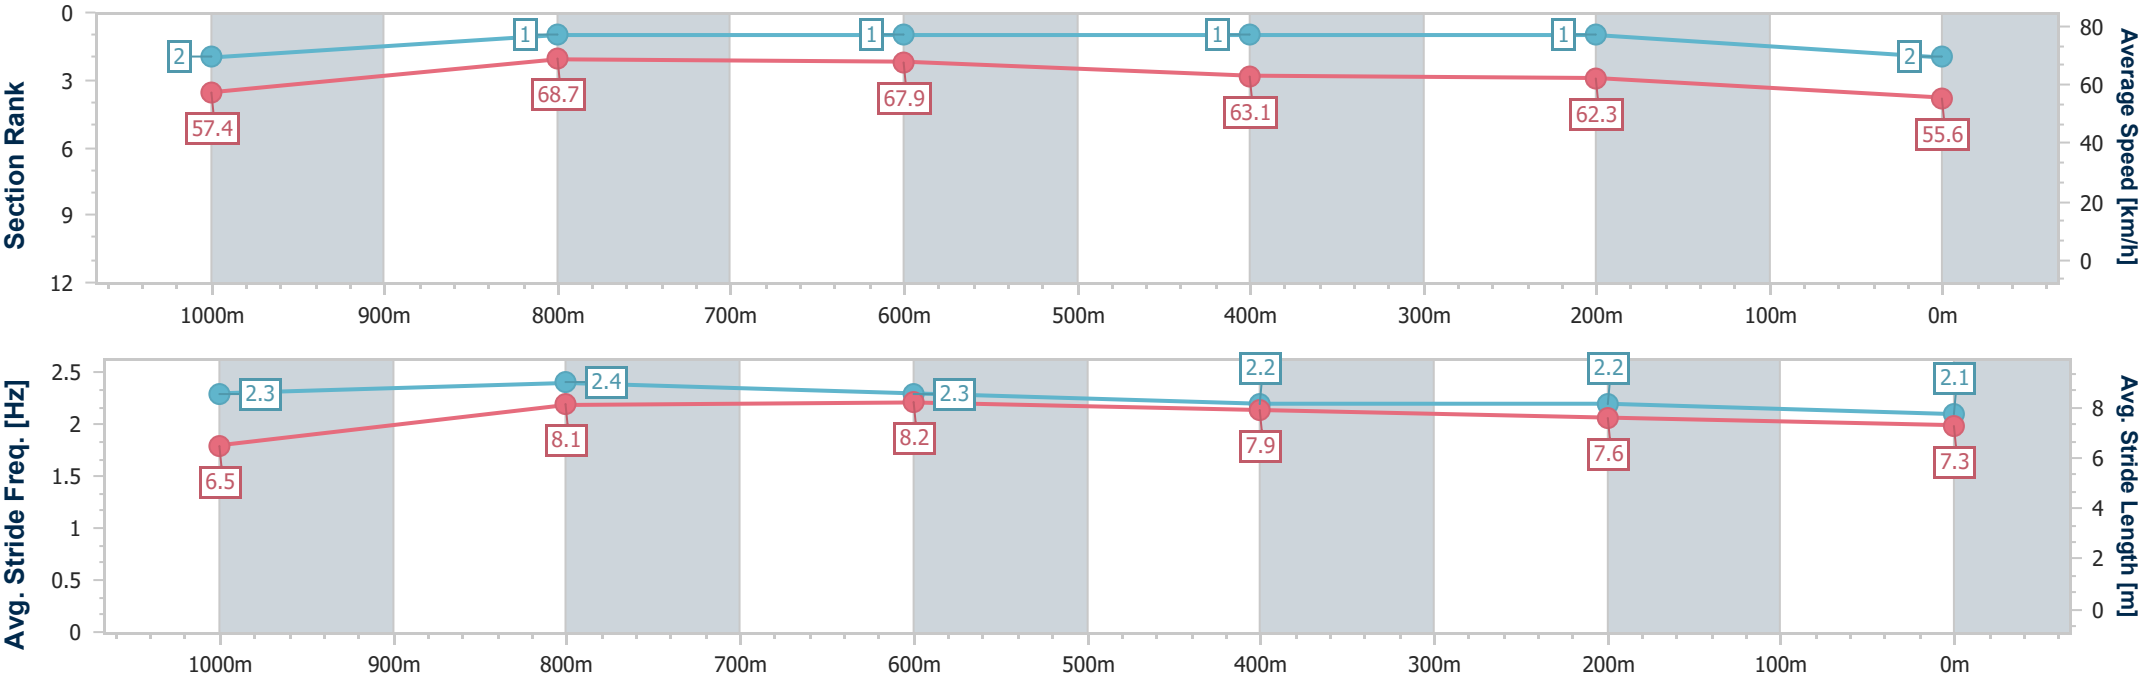 Section Rank
0
3
6
9
12
2
1
1
1
1
2
57.4
68.7
67.9
63.1
62.3
55.6
80
60
40
20
0
Average Speed [km/h]
1000m
900m
800m
700m
600m
500m
400m
300m
200m
100m
0m
Avg. Stride Freq. [Hz]
2.5
2
1.5
1
0.5
0
2.3
2.4
2.3
2.2
2.2
2.1
6.5
8.1
8.2
7.9
7.6
7.3
8
6
4
2
0
Avg. Stride Length [m]
1000m
900m
800m
700m
600m
500m
400m
300m
200m
100m
0m